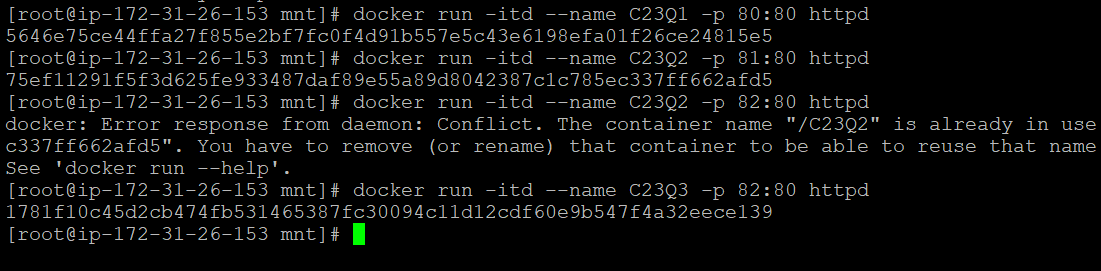 [root@ip-172-31-26-153 mnt]# docker run -itd --name C23Q1 -p 80:80 httpd
5646e75ce44ffa27f855e2bf7fc0f4d91b557e5c43e6198efa01f26ce24815e5
[root@ip-172-31-26-153 mnt]# docker run -itd --name C23Q2 -p 81:80 httpd
75ef11291f5f3d625fe933487daf89e55a89d8042387c1c785ec337ff662afd5
[root@ip-172-31-26-153 mnt]# docker run -itd --name C23Q2 -p 82:80 httpd
docker: Error response from daemon: Conflict. The container name "/C23Q2" is already in use
c337ff662afd5". You have to remove (or rename) that container to be able to reuse that name
See 'docker run --help'.
[root@ip-172-31-26-153 mnt]# docker run -itd --name C23Q3 -p 82:80 httpd
1781f10c45d2cb474fb531465387fc30094c11d12cdf60e9b547f4a32eece139
[root@ip-172-31-26-153 mnt]#